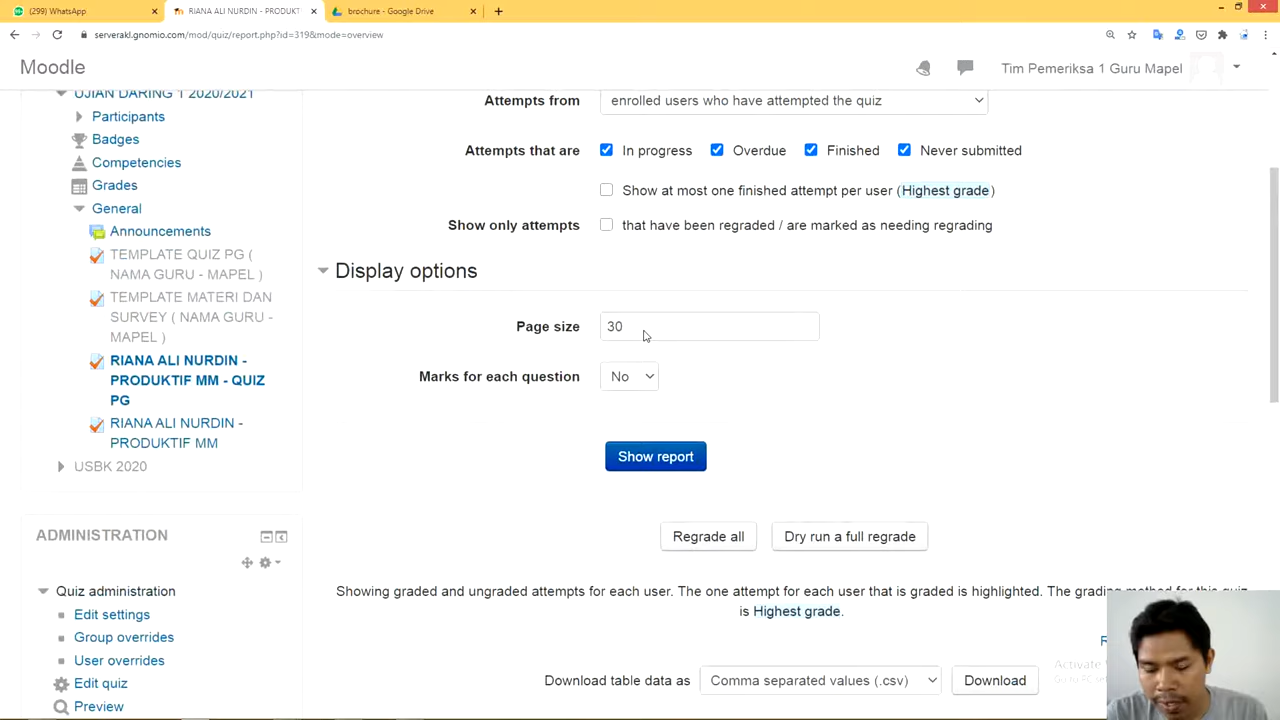 (299) WhatsApp
RIANA ALI NURDIN - PRODUKT
brochure - Google Drive
serverakl.gnomio.com/mod/quiz/report.php?id=319&mode=overview
Moodle
Tim Pemeriksa 1 Guru Mapel
UJIAN DARING 1 2020/2021
Participants
Badges
Competencies
Grades
General
Announcements
TEMPLATE QUIZ PG (
NAMA GURU - MAPEL )
TEMPLATE MATERI DAN
SURVEY ( NAMA GURU -
MAPEL )
RIANA ALI NURDIN -
PRODUKTIF MM - QUIZ
PG
RIANA ALI NURDIN -
PRODUKTIF MM
USBK 2020
ADMINISTRATION
Quiz administration
Edit settings
Group overrides
User overrides
Edit quiz
Preview
Attempts from
enrolled users who have attempted the quiz
Attempts that are
In progress
Overdue
Finished
Never submitted
Show at most one finished attempt per user (Highest grade)
Show only attempts
that have been regraded / are marked as needing regrading
Display options
Page size
30
Marks for each question
No
Show report
Regrade all
Dry run a full regrade
Showing graded and ungraded attempts for each user. The one attempt for each user that is graded is highlighted. The grading method for this quiz
is Highest grade.
Download table data as
Comma separated values (.csv)
Download